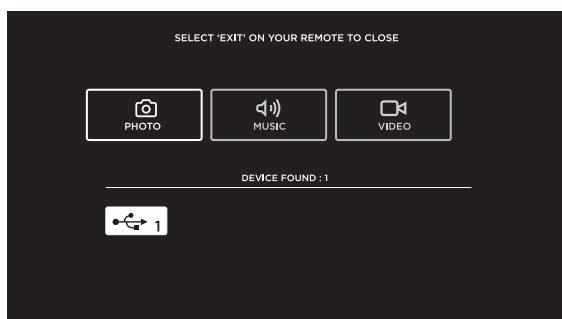 SELECT 'EXIT' ON YOUR REMOTE TO CLOSE
PHOTO
MUSIC
VIDEO
DEVICE FOUND : 1
1